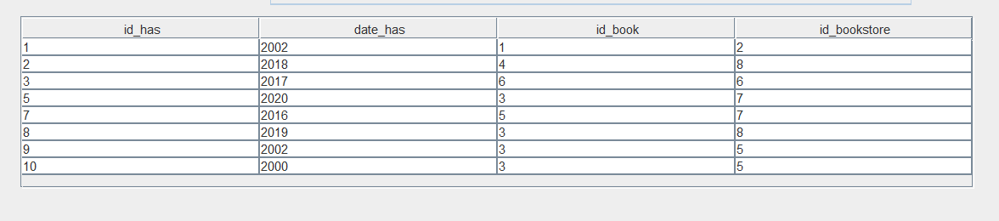 id_has date_has id_book id_bookstore
1 2002 1 2
2 2018 4 8
3 2017 6 6
5 2020 3 7
7 2016 5 7
8 2019 3 8
9 2002 3 5
10 2000 3 5